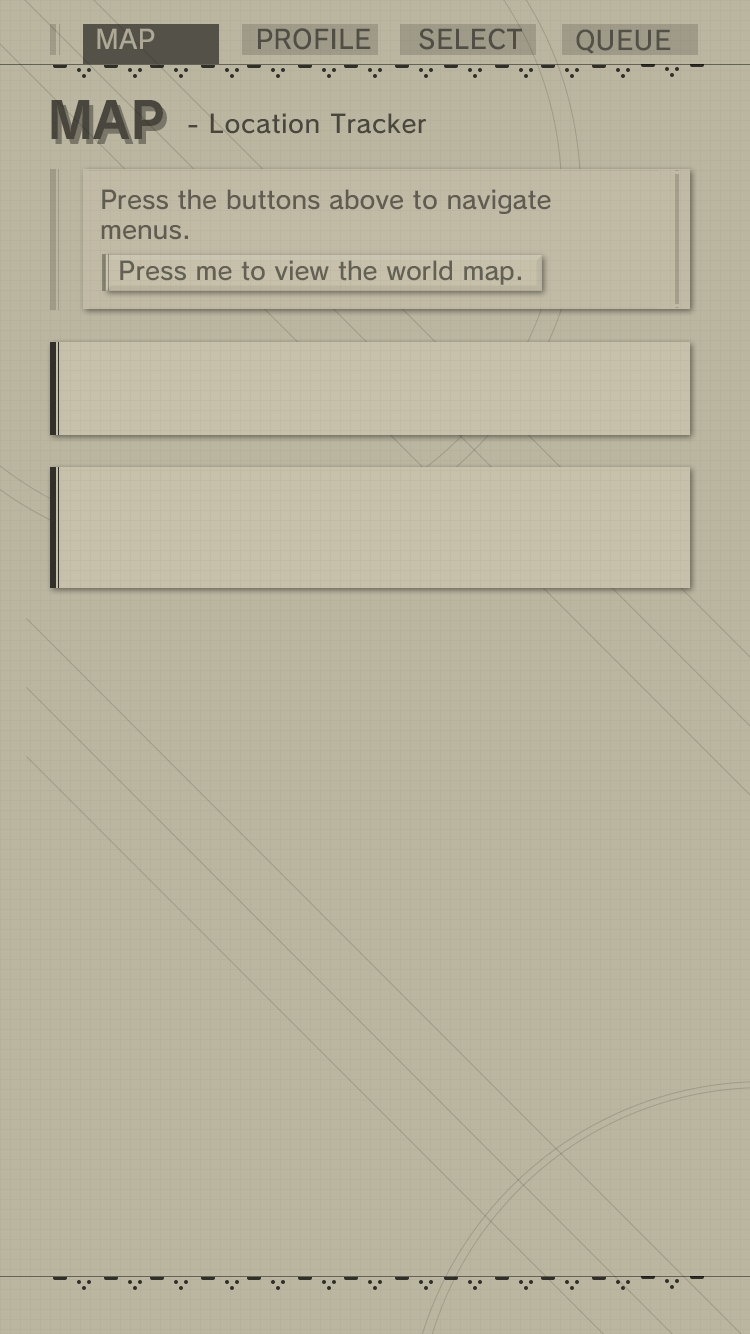 MAP PROFILE SELECT QUEUE
MAP - Location Tracker
Press the buttons above to navigate
menus.
Press me to view the world map.